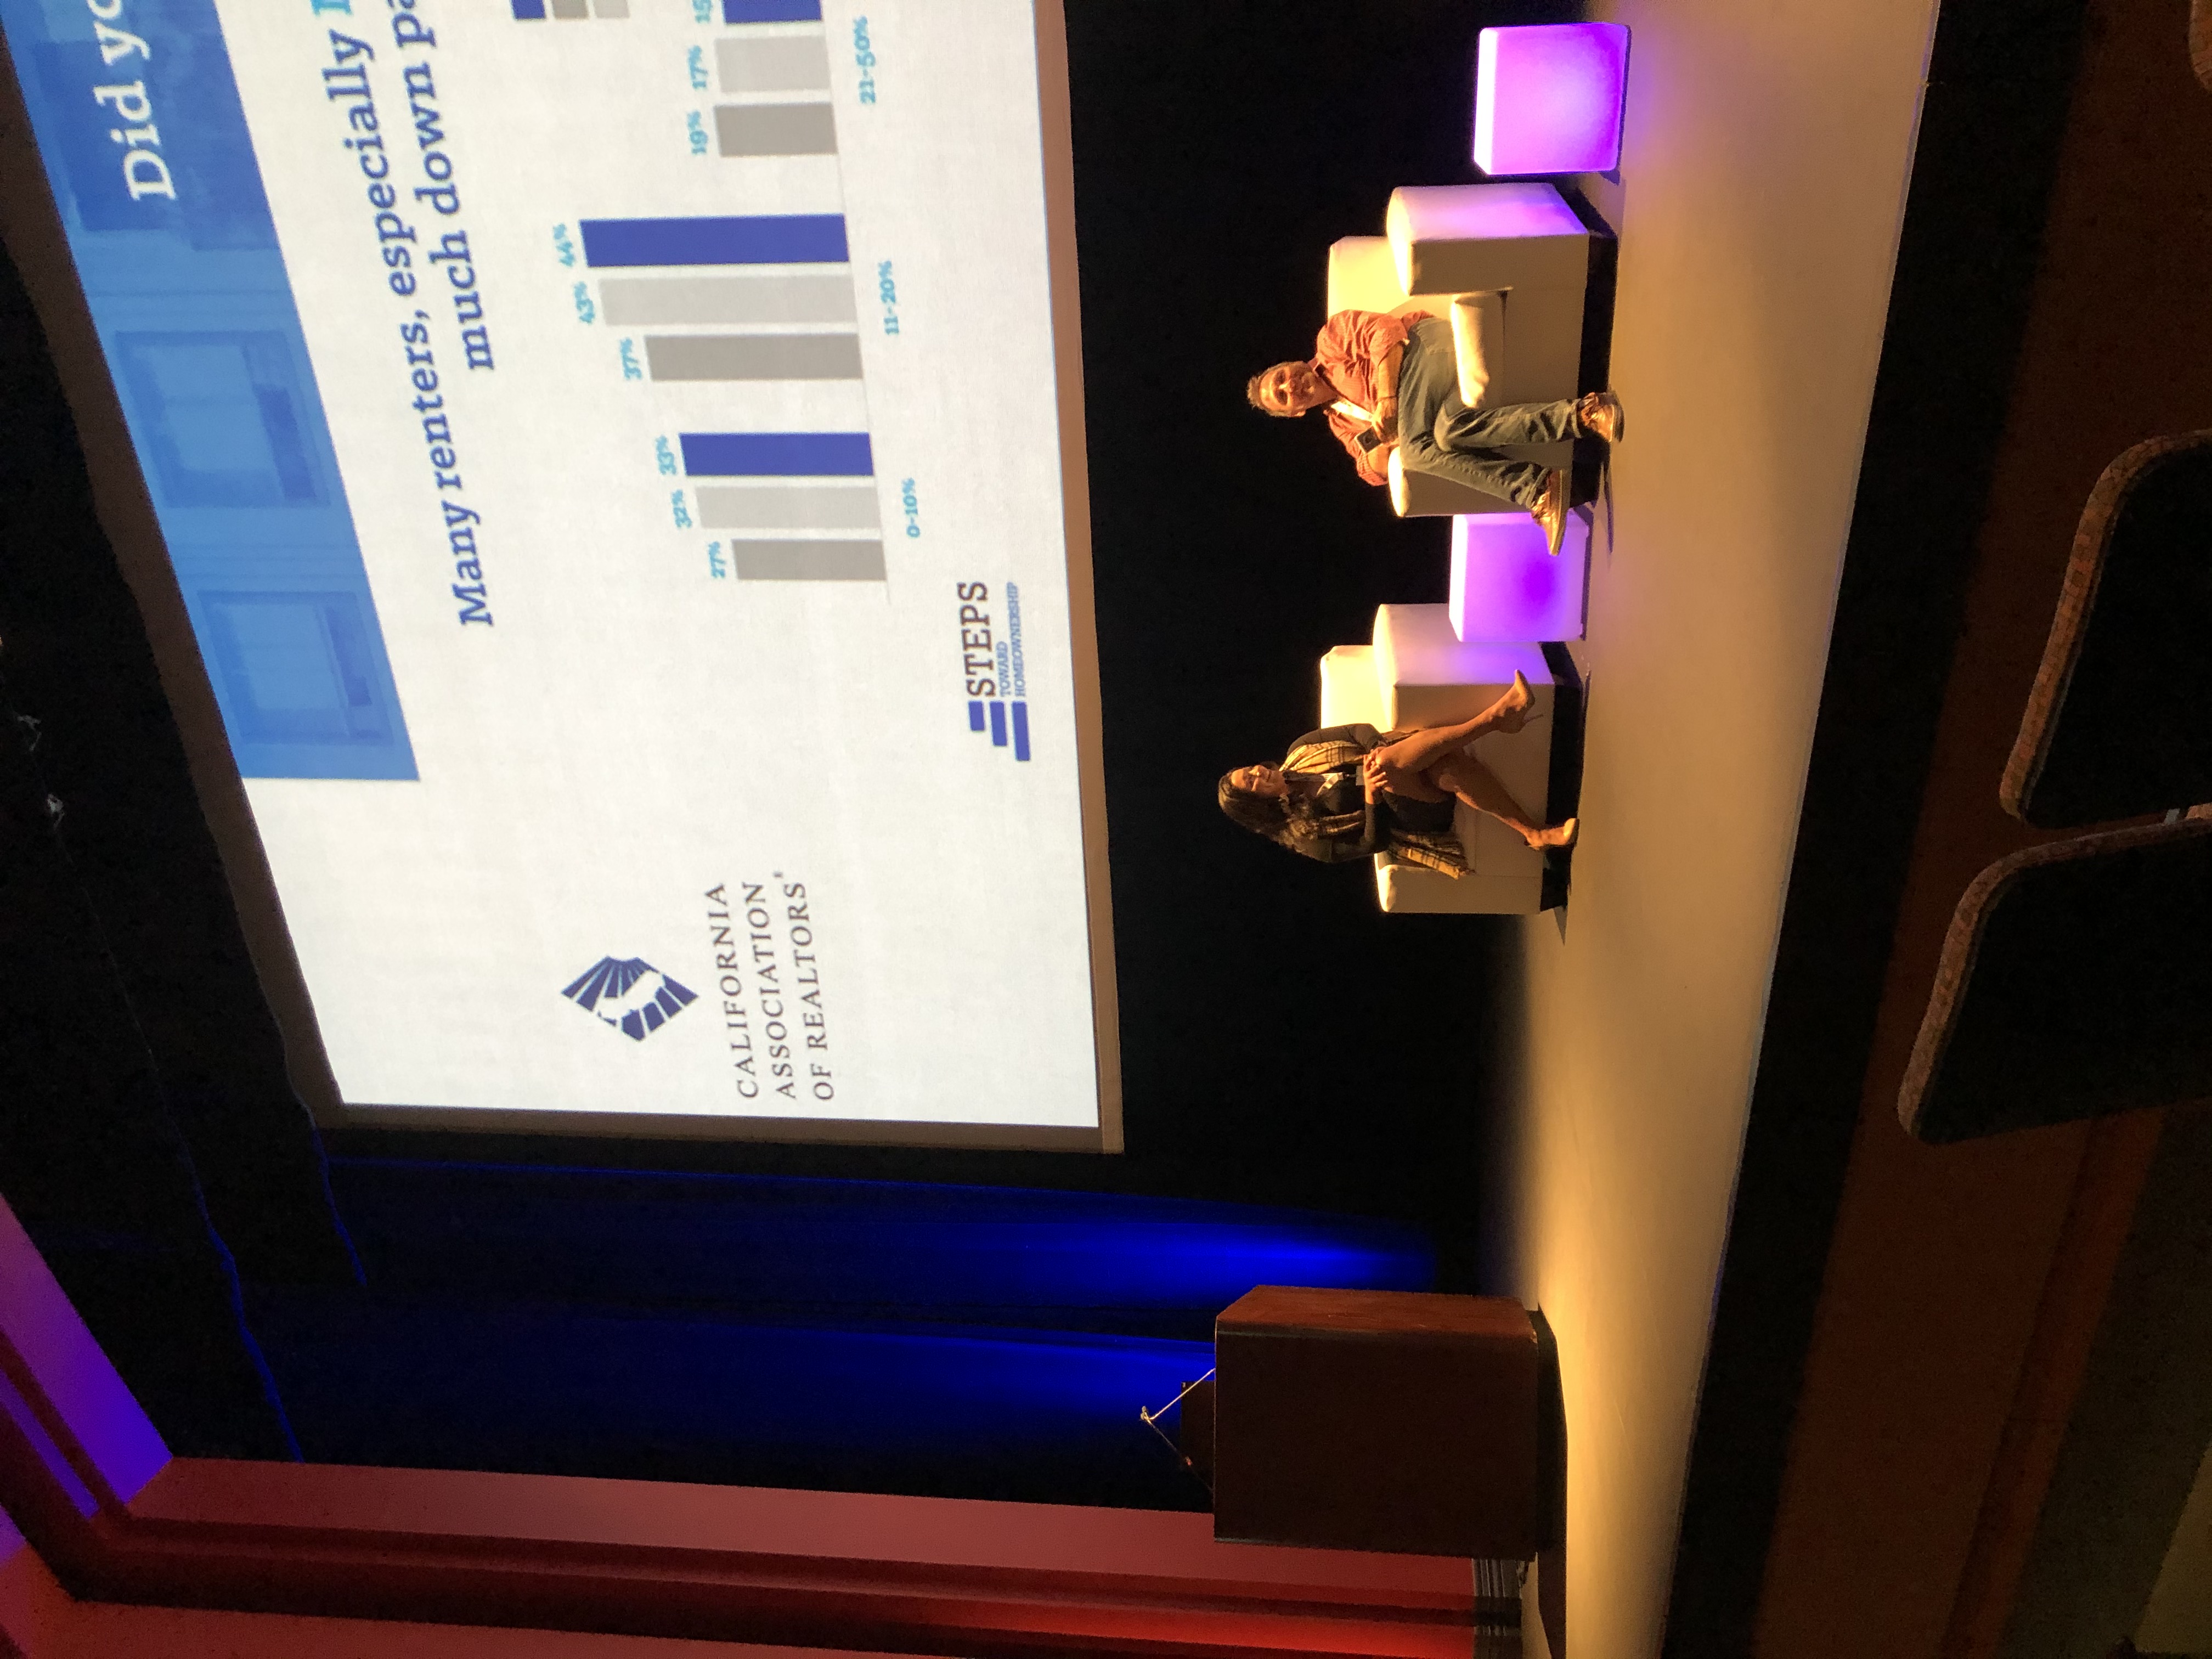 Did yo
Many renters, especially
much down pa
44%
43%
37%
33%
32%
27%
19%
17%
15
21-50%
11-20%
0-10%
CALIFORNIA
ASSOCIATION
OF REALTORS®
STEPS
TOWARD
HOMEOWNERSHIP